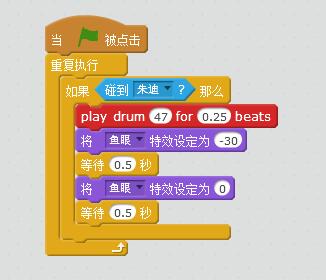 当 被点击
重复执行
如果 碰到 朱迪 ? 那么
play drum 47 for 0.25 beats
将 鱼眼 特效设定为 -30
等待 0.5 秒
将 鱼眼 特效设定为 0
等待 0.5 秒